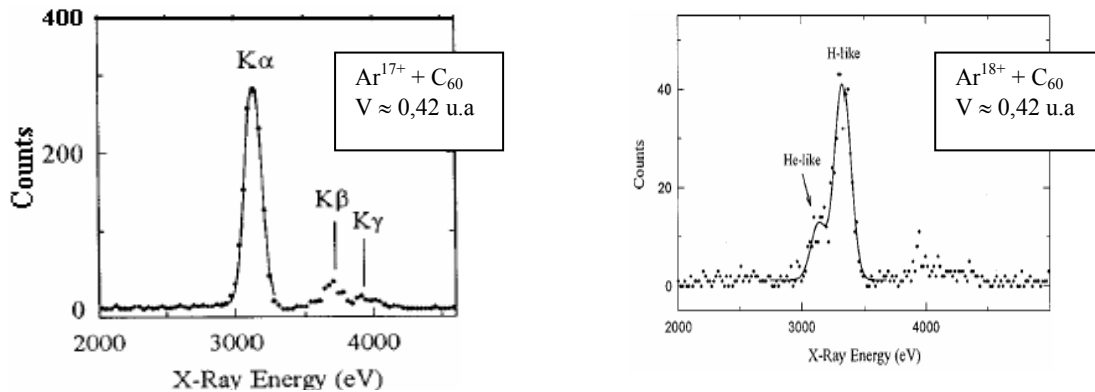 400
200
0
Counts
Kα
Kβ
Kγ
Ar17+ + C60
V ≈ 0,42 u.a
2000
3000
4000
X-Ray Energy (eV)
H-like
He-like
Ar18+ + C60
V ≈ 0,42 u.a
40
20
0
Counts
2000
3000
4000
X-Ray Energy (eV)